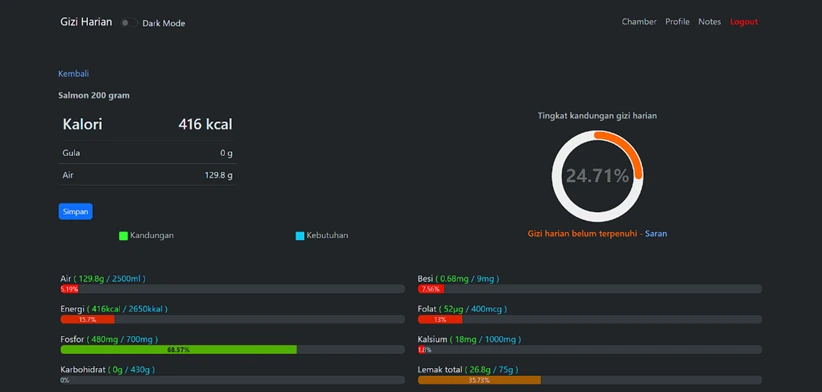 Gizi Harian Dark Mode Chamber Profile Notes Logout
Kembali
Salmon 200 gram
Kalori 416 kcal
Gula 0 g
Air 129.8 g
Simpan
Tingkat kandungan gizi harian
24.71%
Gizi harian belum terpenuhi - Saran
Kandungan Kebutuhan
Air ( 129.8g / 2500ml )
5.19%
Energi ( 416kcal / 2650kkal )
15.7%
Fosfor ( 480mg / 700mg )
68.57%
Karbohidrat ( 0g / 430g )
0%
Besi ( 0.68mg / 9mg )
7.56%
Folat ( 52µg / 400mcg )
13%
Kalsium ( 18mg / 1000mg )
1.8%
Lemak total ( 26.8g / 75g )
35.73%